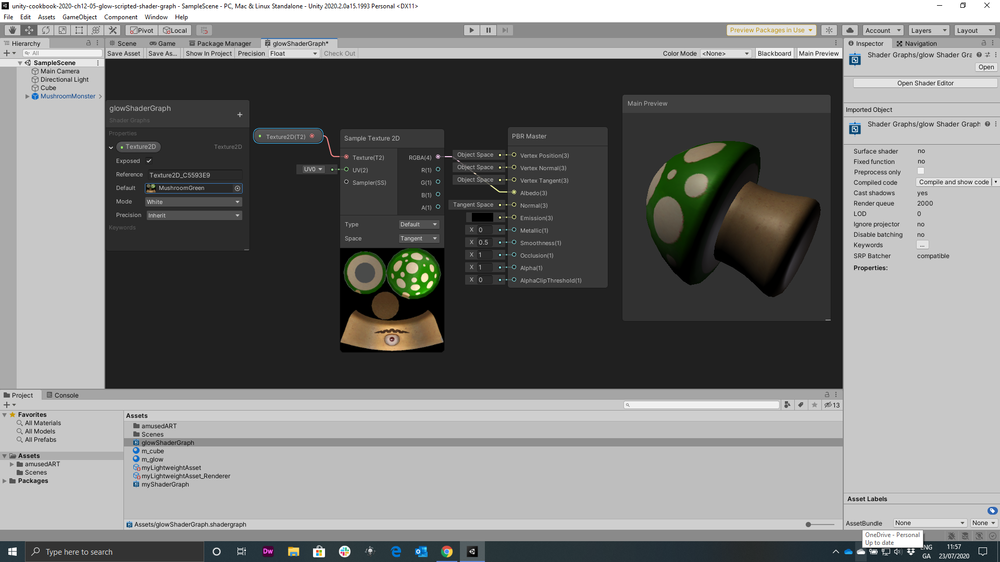 unity-cookbook-2020-ch12-05-glow-scripted-shader-graph - SampleScene - PC, Mac & Linux Standalone - Unity 2020.2.0a15.1993 Personal <DX11>
File Edit Assets GameObject Component Window Help
Pivot Local Preview Packages in Use Account Layers Layout
Hierarchy Scene Game Package Manager glowShaderGraph* Inspector Navigation
All Save Asset Save As... Show In Project Precision Float Check Out Color Mode <None> Blackboard Main Preview
SampleScene
Main Camera
Directional Light
Cube
MushroomMonster
glowShaderGraph
Shader Graphs
Properties
Texture2D Texture2D
Exposed
Reference Texture2D_C5593E9
Default MushroomGreen
Mode White
Precision Inherit
Keywords
Texture2D(T2)
UV0
Sample Texture 2D
Texture(T2) RGBA(4)
UV(2) R(1)
Sampler(SS) G(1)
B(1)
A(1)
Type Default
Space Tangent
PBR Master
Object Space Vertex Position(3)
Object Space Vertex Normal(3)
Object Space Vertex Tangent(3)
Albedo(3)
Tangent Space Normal(3)
Emission(3)
X 0 Metallic(1)
X 0.5 Smoothness(1)
X 1 Occlusion(1)
X 1 Alpha(1)
X 0 AlphaClipThreshold(1)
Main Preview
Shader Graphs/glow Shader Gra
Open
Open Shader Editor
Imported Object
Shader Graphs/glow Shader Graph
Surface shader no
Fixed function no
Preprocess only
Compiled code Compile and show code
Cast shadows yes
Render queue 2000
LOD 0
Ignore projector no
Disable batching no
Keywords ...
SRP Batcher compatible
Properties:
Project Console
13
Favorites
All Materials
All Models
All Prefabs
Assets
amusedART
Scenes
Packages
Assets
amusedART
Scenes
glowShaderGraph
m_cube
m_glow
myLightweightAsset
myLightweightAsset_Renderer
myShaderGraph
Assets/glowShaderGraph.shadergraph
Asset Labels
AssetBundle None None
OneDrive - Personal
Up to date
Type here to search
Dw
ENG
GA
11:57
23/07/2020